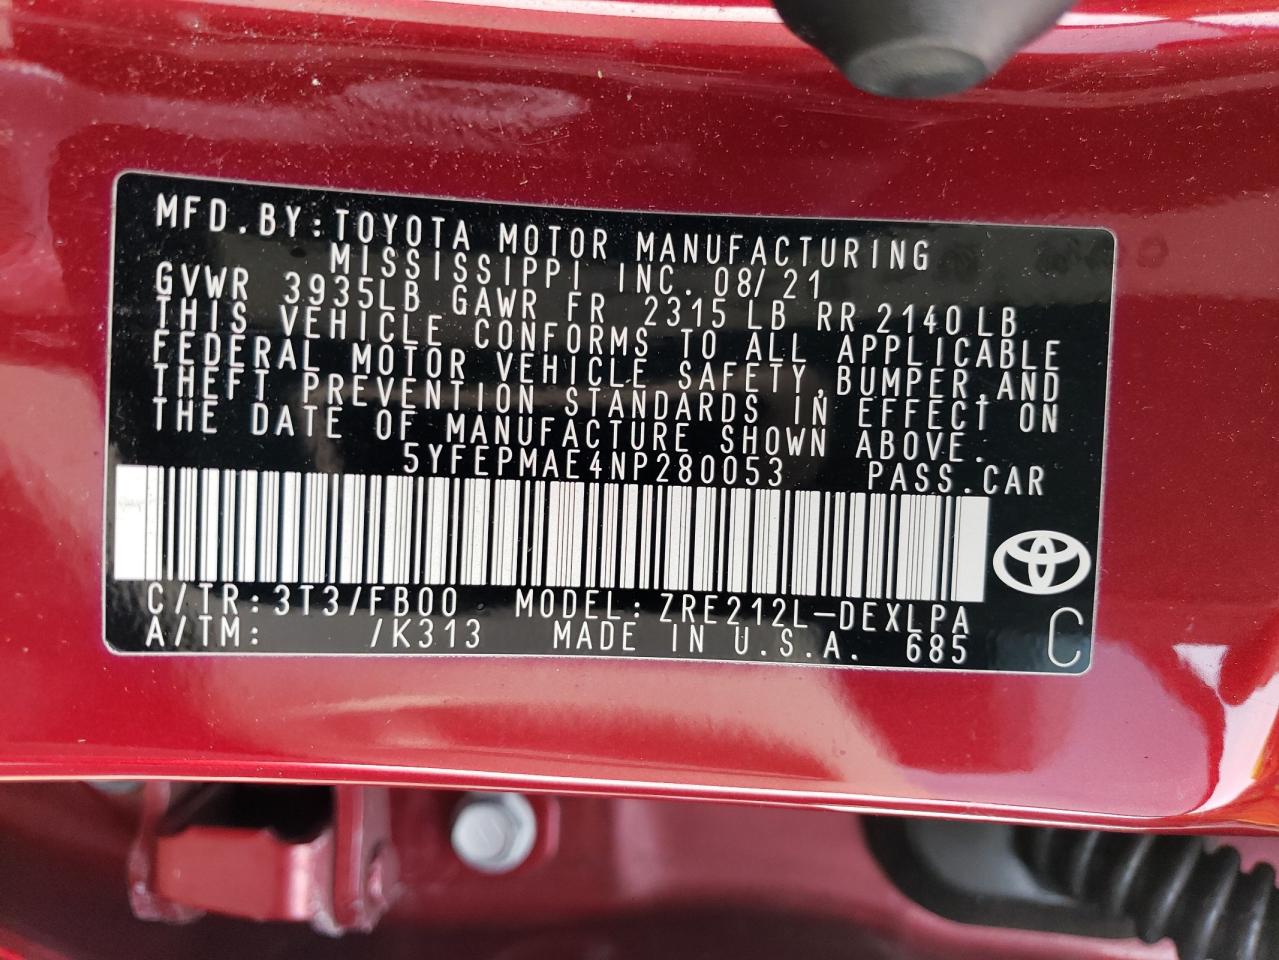 MFD.BY:TOYOTA MOTOR MANUFACTURING
MISSISSIPPI INC. 08/21
GVWR 3935LB GAWR FR 2315LB RR 2140LB
THIS VEHICLE CONFORMS TO ALL APPLICABLE
FEDERAL MOTOR VEHICLE SAFETY,BUMPER,AND
THEFT PREVENTION STANDARDS IN EFFECT ON
THE DATE OF MANUFACTURE SHOWN ABOVE.
5YFEPMAE4NP280053 PASS.CAR
C/TR:3T3/FB00 MODEL:ZRE212L-DEXLPA
A/TM: /K313 MADE IN U.S.A. 685
C